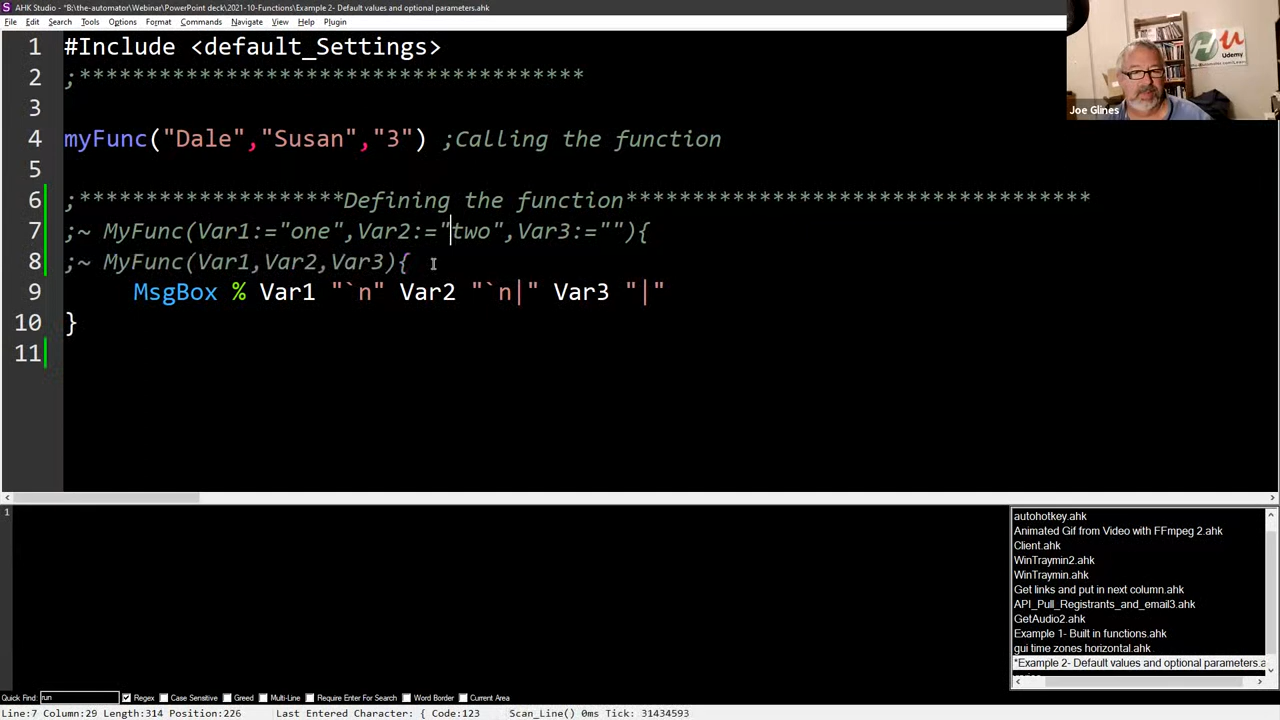 AHK Studio - *B:\the-automator\Webinar\PowerPoint deck\2021-10-Functions\Example 2- Default values and optional parameters.ahk
File Edit Search Tools Options Format Commands Navigate View Help Plugin
1 #Include <default_Settings>
2 ;**************************************
3
4 myFunc("Dale","Susan","3") ;Calling the function
5
6 ;********************Defining the function***********************************
7 ;~ MyFunc(Var1:="one",Var2:="two",Var3:=""){
8 ;~ MyFunc(Var1,Var2,Var3){
9 MsgBox % Var1 "`n" Var2 "`n|" Var3 "|"
10 }
11
Udemy
Joe Glines
1
autohotkey.ahk
Animated Gif from Video with FFmpeg 2.ahk
Client.ahk
WinTraymin2.ahk
WinTraymin.ahk
Get links and put in next column.ahk
API_Pull_Registrants_and_email3.ahk
GetAudio2.ahk
Example 1- Built in functions.ahk
gui time zones horizontal.ahk
*Example 2- Default values and optional parameters.a
Quick Find: run Regex Case Sensitive Greed Multi-Line Require Enter For Search Word Border Current Area
Line:7 Column:29 Length:314 Position:226 Last Entered Character: { Code:123 Scan_Line() 0ms Tick: 31434593